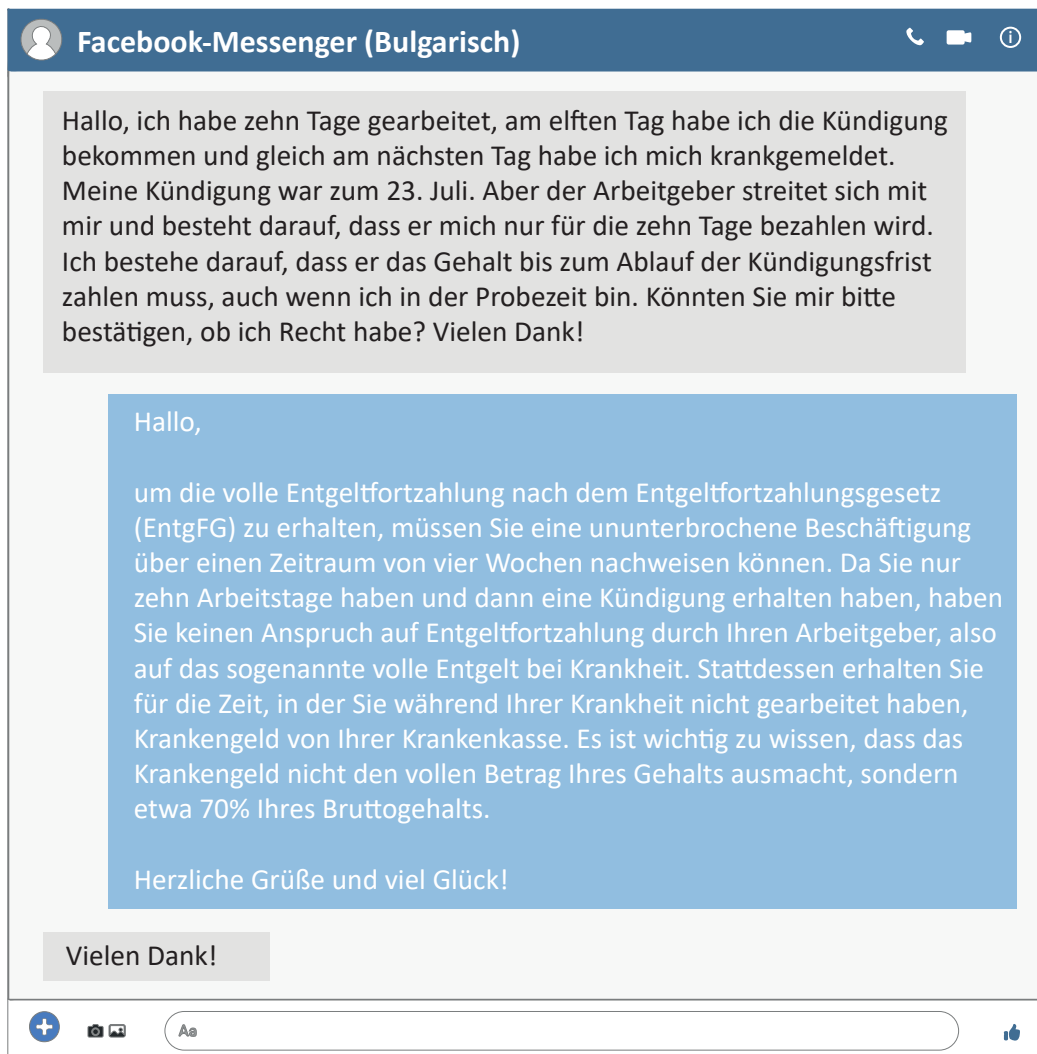 Facebook-Messenger (Bulgarisch)
Hallo, ich habe zehn Tage gearbeitet, am elften Tag habe ich die Kündigung
bekommen und gleich am nächsten Tag habe ich mich krankgemeldet.
Meine Kündigung war zum 23. Juli. Aber der Arbeitgeber streitet sich mit
mir und besteht darauf, dass er mich nur für die zehn Tage bezahlen wird.
Ich bestehe darauf, dass er das Gehalt bis zum Ablauf der Kündigungsfrist
zahlen muss, auch wenn ich in der Probezeit bin. Könnten Sie mir bitte
bestätigen, ob ich Recht habe? Vielen Dank!
Hallo,
um die volle Entgeltfortzahlung nach dem Entgeltfortzahlungsgesetz
(EntgFG) zu erhalten, müssen Sie eine ununterbrochene Beschäftigung
über einen Zeitraum von vier Wochen nachweisen können. Da Sie nur
zehn Arbeitstage haben und dann eine Kündigung erhalten haben, haben
Sie keinen Anspruch auf Entgeltfortzahlung durch Ihren Arbeitgeber, also
auf das sogenannte volle Entgelt bei Krankheit. Stattdessen erhalten Sie
für die Zeit, in der Sie während Ihrer Krankheit nicht gearbeitet haben,
Krankengeld von Ihrer Krankenkasse. Es ist wichtig zu wissen, dass das
Krankengeld nicht den vollen Betrag Ihres Gehalts ausmacht, sondern
etwa 70% Ihres Bruttogehalts.
Herzliche Grüße und viel Glück!
Vielen Dank!
Aa